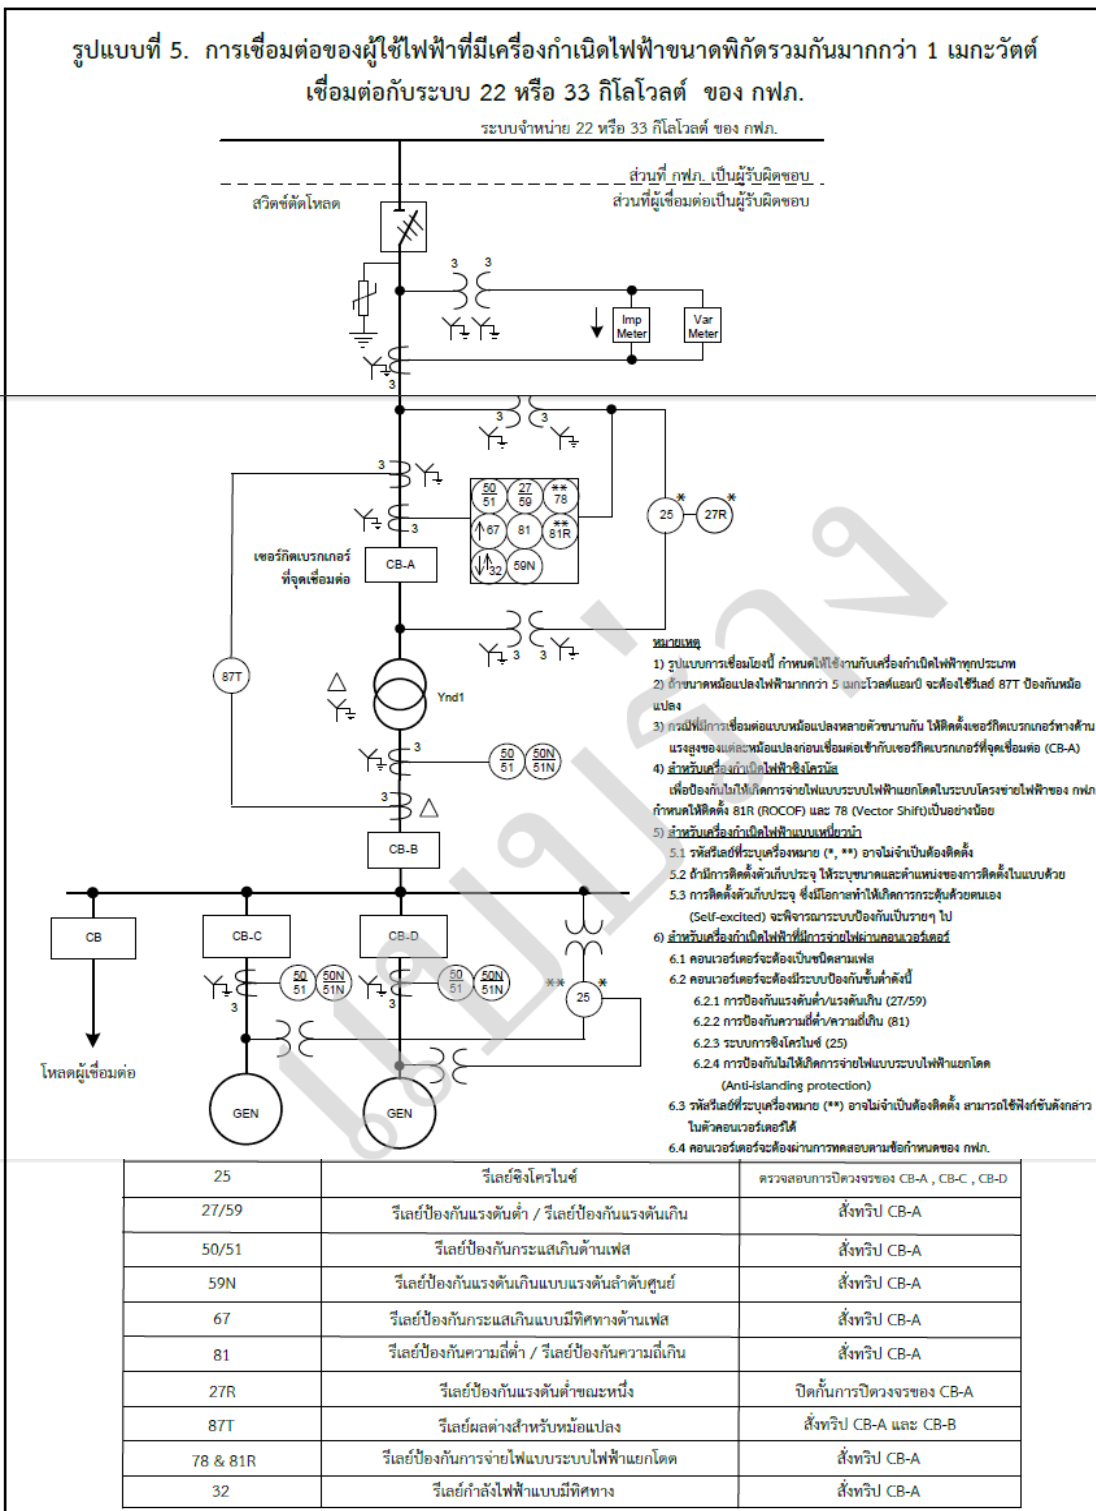 รูปแบบที่ 5. การเชื่อมต่อของผู้ใช้ไฟฟ้าที่มีเครื่องกำเนิดไฟฟ้าขนาดพิกัดรวมกันมากกว่า 1 เมกะวัตต์
เชื่อมต่อกับระบบ 22 หรือ 33 กิโลโวลต์ ของ กฟภ.
ระบบจำหน่าย 22 หรือ 33 กิโลโวลต์ ของ กฟภ.
ส่วนที่ กฟภ. เป็นผู้รับผิดชอบ
สวิตช์ตัดโหลด
ส่วนที่ผู้เชื่อมต่อเป็นผู้รับผิดชอบ
3 3
Imp Meter
Var Meter
3
3 3
3
50 51
27 59
** 78
25 *
27R *
3
67
81
** 81R
เซอร์กิตเบรกเกอร์
ที่จุดเชื่อมต่อ
CB-A
32
59N
3 3
87T
Ynd1
3
50 51
50N 51N
3
CB-B
CB
CB-C
CB-D
50 51
50N 51N
50 51
50N 51N
** 25 *
3
3
โหลดผู้เชื่อมต่อ
GEN
GEN
หมายเหตุ
1) รูปแบบการเชื่อมโยงนี้ กำหนดให้ใช้งานกับเครื่องกำเนิดไฟฟ้าทุกประเภท
2) ถ้าขนาดหม้อแปลงไฟฟ้ามากกว่า 5 เมกะโวลต์แอมป์ จะต้องใช้รีเลย์ 87T ป้องกันหม้อ
แปลง
3) กรณีที่มีการเชื่อมต่อแบบหม้อแปลงหลายตัวขนานกัน ให้ติดตั้งเซอร์กิตเบรกเกอร์ทางด้าน
แรงสูงของแต่ละหม้อแปลงก่อนเชื่อมต่อเข้ากับเซอร์กิตเบรกเกอร์ที่จุดเชื่อมต่อ (CB-A)
4) สำหรับเครื่องกำเนิดไฟฟ้าซิงโครนัส
เพื่อป้องกันไม่ให้เกิดการจ่ายไฟแบบระบบไฟฟ้าแยกโดดในระบบโครงข่ายไฟฟ้าของ กฟภ
กำหนดให้ติดตั้ง 81R (ROCOF) และ 78 (Vector Shift)เป็นอย่างน้อย
5) สำหรับเครื่องกำเนิดไฟฟ้าแบบเหนี่ยวนำ
5.1 รหัสรีเลย์ที่ระบุเครื่องหมาย (*, **) อาจไม่จำเป็นต้องติดตั้ง
5.2 ถ้ามีการติดตั้งตัวเก็บประจุ ให้ระบุขนาดและตำแหน่งของการติดตั้งในแบบด้วย
5.3 การติดตั้งตัวเก็บประจุ ซึ่งมีโอกาสทำให้เกิดการกระตุ้นด้วยตนเอง
(Self-excited) จะพิจารณาระบบป้องกันเป็นรายๆ ไป
6) สำหรับเครื่องกำเนิดไฟฟ้าที่มีการจ่ายไฟผ่านคอนเวอร์เตอร์
6.1 คอนเวอร์เตอร์จะต้องเป็นชนิดสามเฟส
6.2 คอนเวอร์เตอร์จะต้องมีระบบป้องกันขั้นต่ำดังนี้
6.2.1 การป้องกันแรงดันต่ำ/แรงดันเกิน (27/59)
6.2.2 การป้องกันความถี่ต่ำ/ความถี่เกิน (81)
6.2.3 ระบบการซิงโครไนซ์ (25)
6.2.4 การป้องกันไม่ให้เกิดการจ่ายไฟแบบระบบไฟฟ้าแยกโดด
(Anti-islanding protection)
6.3 รหัสรีเลย์ที่ระบุเครื่องหมาย (**) อาจไม่จำเป็นต้องติดตั้ง สามารถใช้ฟังก์ชันดังกล่าว
ในตัวคอนเวอร์เตอร์ได้
6.4 คอนเวอร์เตอร์จะต้องผ่านการทดสอบตามข้อกำหนดของ กฟภ.
แบบร่าง
25 รีเลย์ซิงโครไนซ์ ตรวจสอบการปิดวงจรของ CB-A , CB-C , CB-D
27/59 รีเลย์ป้องกันแรงดันต่ำ / รีเลย์ป้องกันแรงดันเกิน สั่งทริป CB-A
50/51 รีเลย์ป้องกันกระแสเกินด้านเฟส สั่งทริป CB-A
59N รีเลย์ป้องกันแรงดันเกินแบบแรงดันลำดับศูนย์ สั่งทริป CB-A
67 รีเลย์ป้องกันกระแสเกินแบบมีทิศทางด้านเฟส สั่งทริป CB-A
81 รีเลย์ป้องกันความถี่ต่ำ / รีเลย์ป้องกันความถี่เกิน สั่งทริป CB-A
27R รีเลย์ป้องกันแรงดันต่ำขณะหนึ่ง ปิดกั้นการปิดวงจรของ CB-A
87T รีเลย์ผลต่างสำหรับหม้อแปลง สั่งทริป CB-A และ CB-B
78 & 81R รีเลย์ป้องกันการจ่ายไฟแบบระบบไฟฟ้าแยกโดด สั่งทริป CB-A
32 รีเลย์กำลังไฟฟ้าแบบมีทิศทาง สั่งทริป CB-A